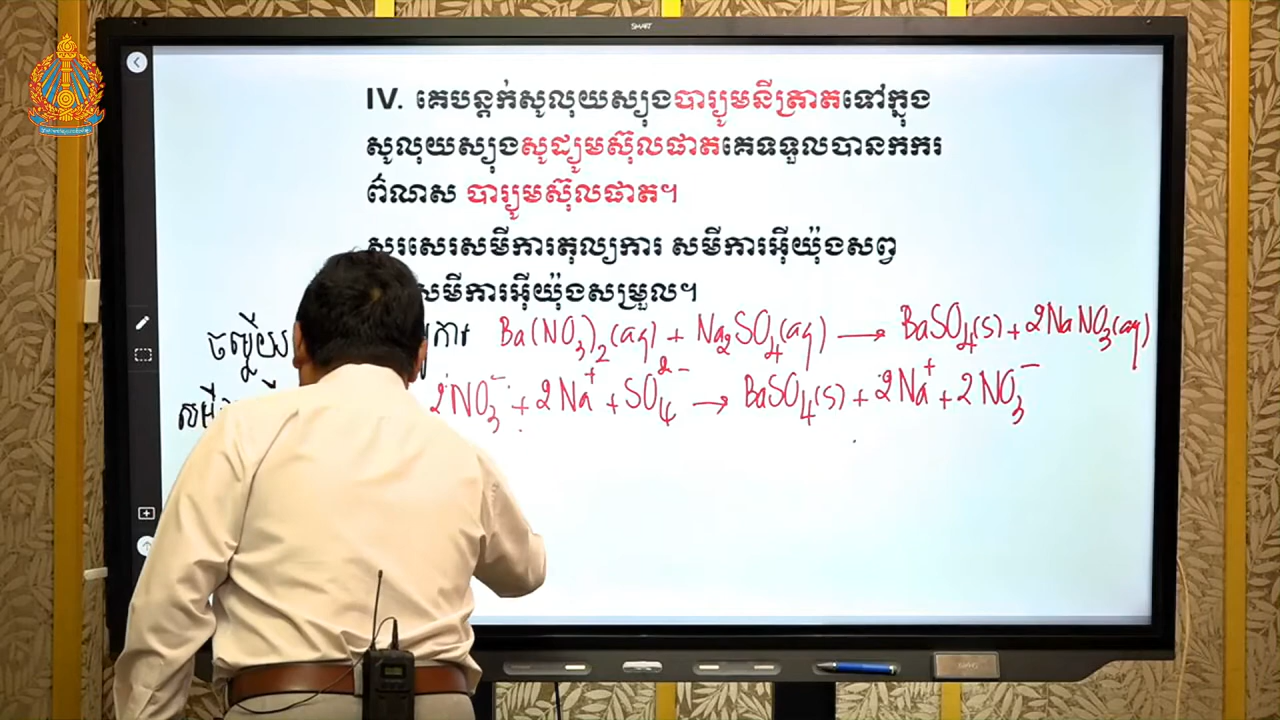 SMART
IV. គេបន្តក់សូលុយស្យុងបារ្យូមនីត្រាតទៅក្នុង
សូលុយស្យុងសូដ្យូមស៊ុលផាតគេទទួលបានកករ
ព៌ណស បារ្យូមស៊ុលផាត។
សរសេរសមីការតុល្យការ សមីការអ៊ីយ៉ុងសព្វ
សមីការអ៊ីយ៉ុងសម្រួល។
ចម្លើយ Ba(NO₃)₂(aq) + Na₂SO₄(aq) → BaSO₄(s) + 2NaNO₃(aq)
2NO₃⁻ + 2Na⁺ + SO₄²⁻ → BaSO₄(s) + 2Na⁺ + 2NO₃⁻